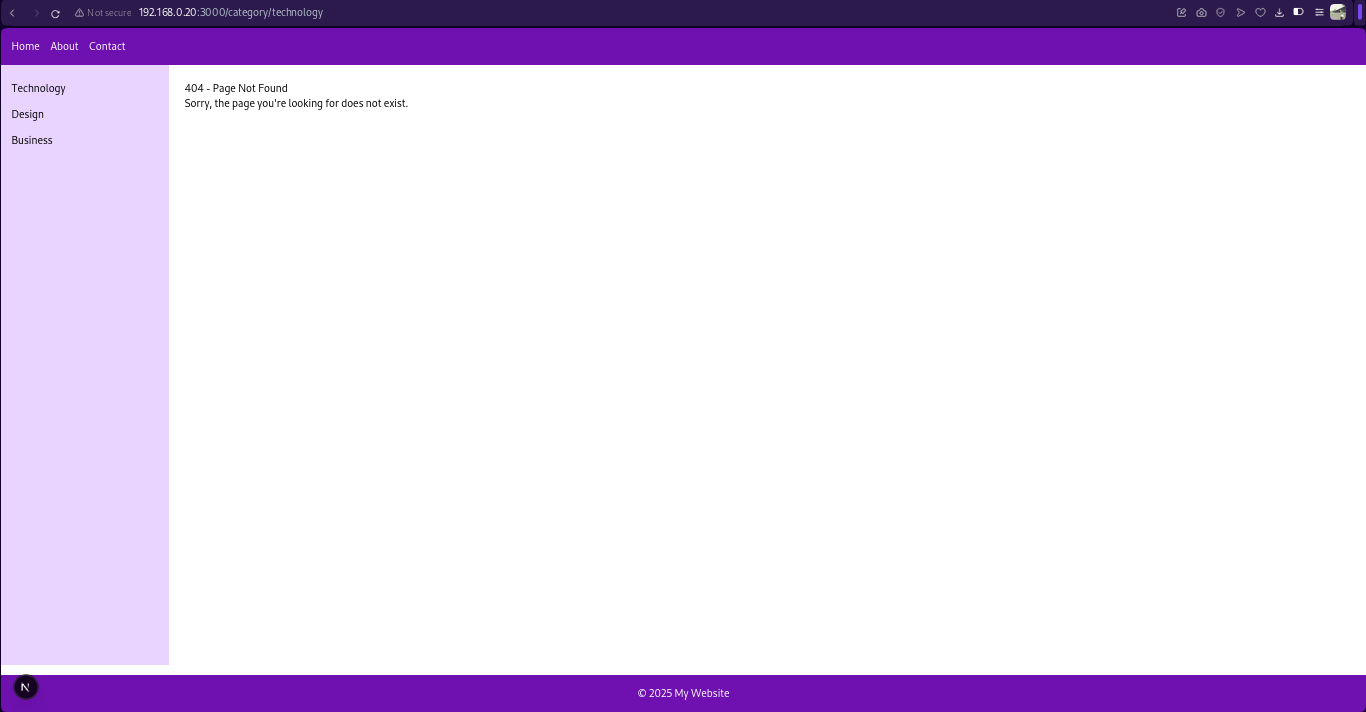 Not secure 192.168.0.20:3000/category/technology
Home About Contact
Technology
Design
Business
404 - Page Not Found
Sorry, the page you're looking for does not exist.
N
© 2025 My Website